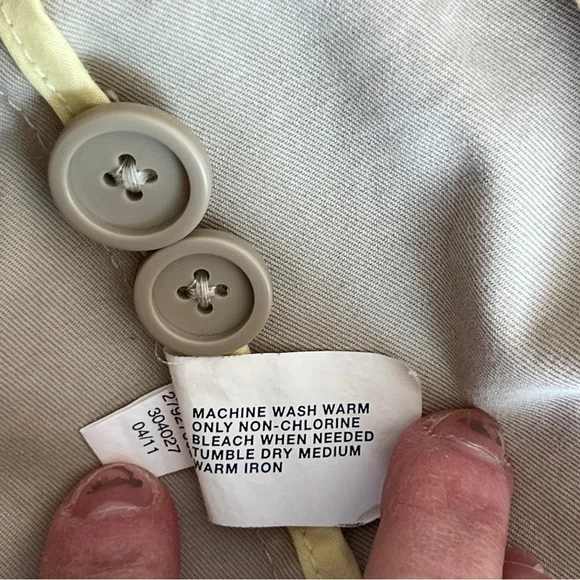 MACHINE WASH WARM
ONLY NON-CHLORINE
BLEACH WHEN NEEDED
TUMBLE DRY MEDIUM
WARM IRON
304027
04/11